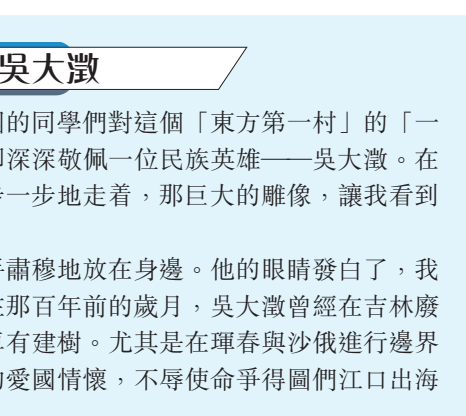 吳大澂
的同學們對這個「東方第一村」的「一
深深敬佩一位民族英雄——吳大澂。在
一步地走着，那巨大的雕像，讓我看到
肅穆地放在身邊。他的眼睛發白了，我
那百年前的歲月，吳大澂曾經在吉林廢
有建樹。尤其是在琿春與沙俄進行邊界
愛國情懷，不辱使命爭得圖們江口出海